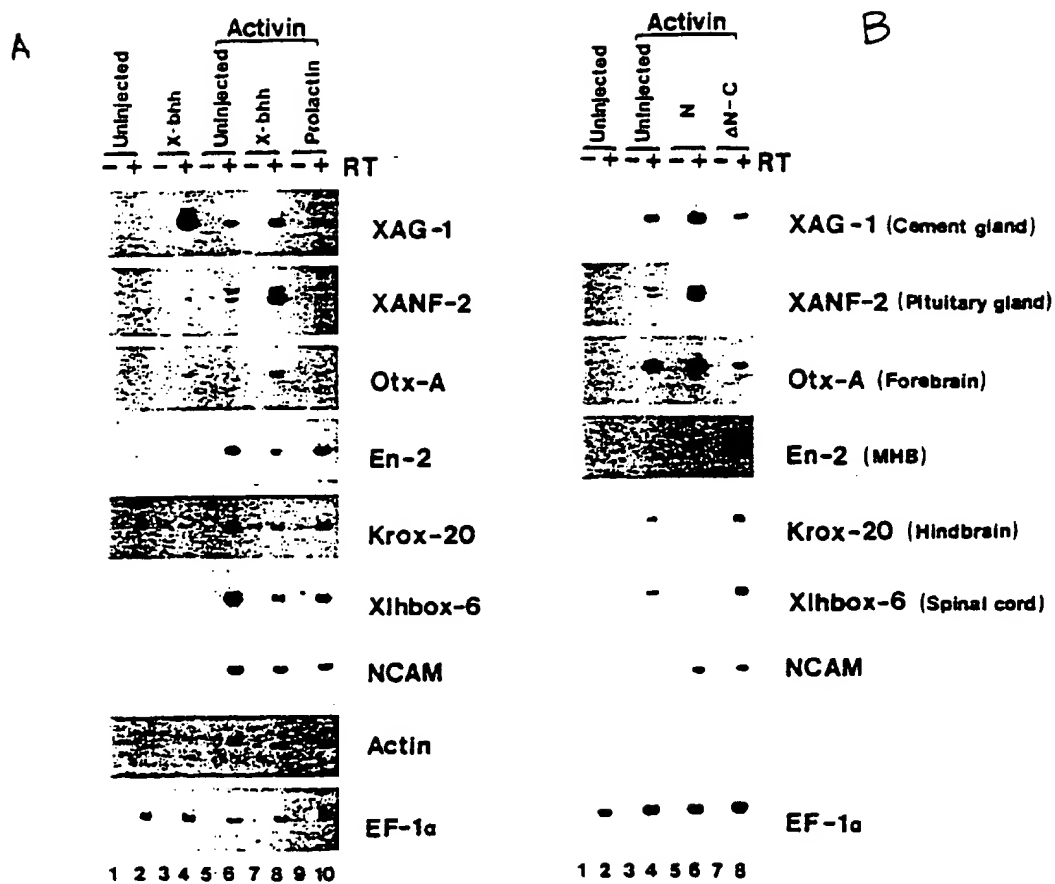 A
Activin
Uninjected
X-bhh
Uninjected
X-bhh
Prolactin
- + - + - + - + - + RT
XAG-1
XANF-2
Otx-A
En-2
Krox-20
Xlhbox-6
NCAM
Actin
EF-1α
1 2 3 4 5 6 7 8 9 10
B
Activin
Uninjected
Uninjected
N
ΔN-C
- + - + - + - + RT
XAG-1 (Cement gland)
XANF-2 (Pituitary gland)
Otx-A (Forebrain)
En-2 (MHB)
Krox-20 (Hindbrain)
Xlhbox-6 (Spinal cord)
NCAM
EF-1α
1 2 3 4 5 6 7 8